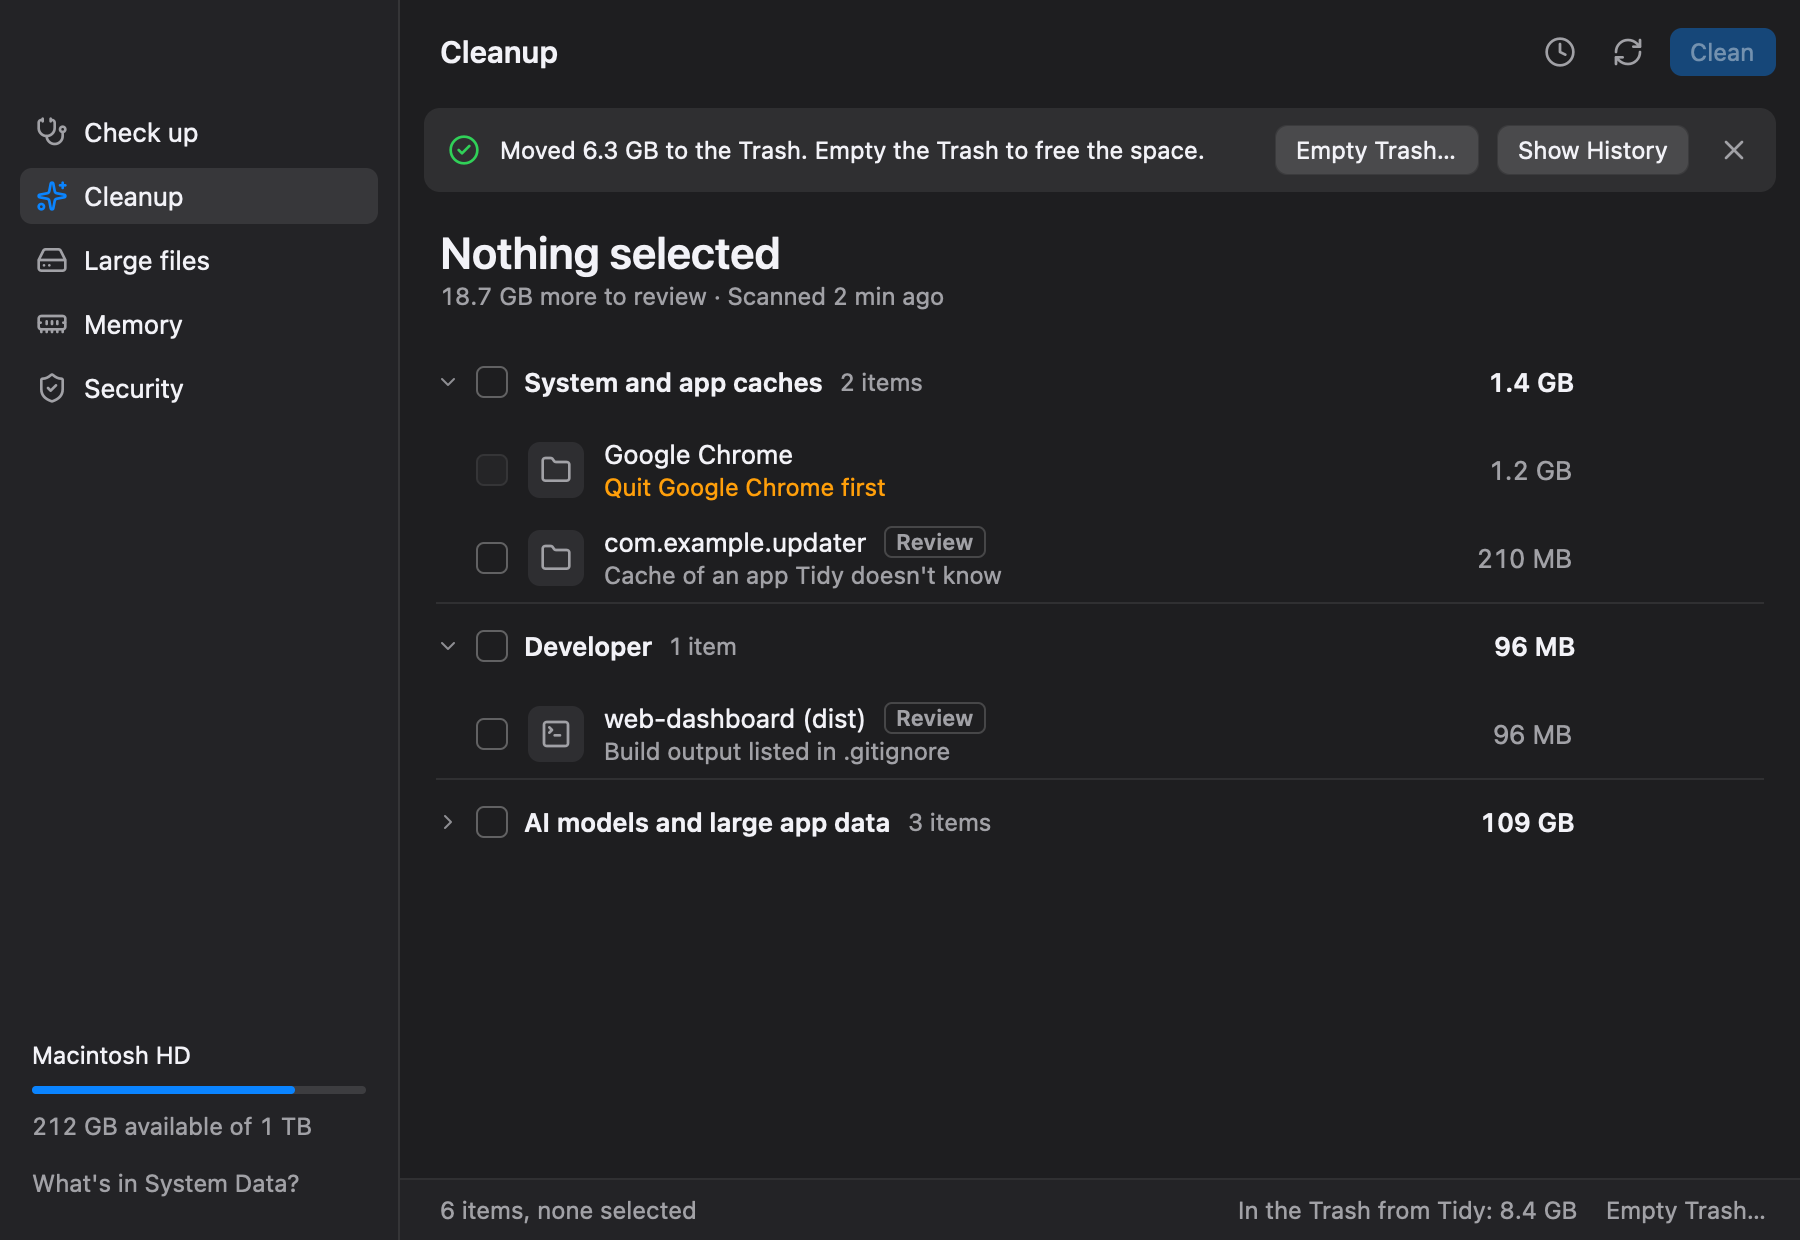 Cleanup
Clean
Check up
Cleanup
Large files
Memory
Security
Moved 6.3 GB to the Trash. Empty the Trash to free the space.
Empty Trash...
Show History
Nothing selected
18.7 GB more to review · Scanned 2 min ago
System and app caches 2 items 1.4 GB
Google Chrome
Quit Google Chrome first
1.2 GB
com.example.updater Review
Cache of an app Tidy doesn't know
210 MB
Developer 1 item 96 MB
web-dashboard (dist) Review
Build output listed in .gitignore
96 MB
AI models and large app data 3 items 109 GB
Macintosh HD
212 GB available of 1 TB
What's in System Data?
6 items, none selected
In the Trash from Tidy: 8.4 GB
Empty Trash...